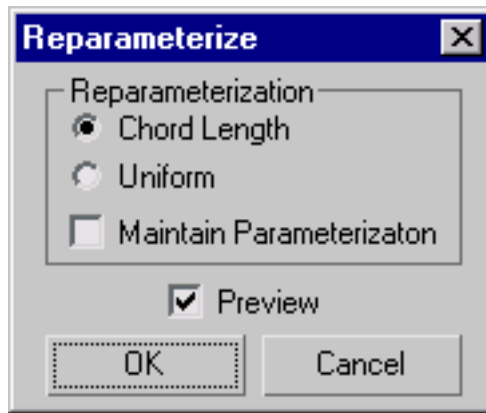 Reparameterize
Reparameterization
Chord Length
Uniform
Maintain Parameterizaton
Preview
OK Cancel